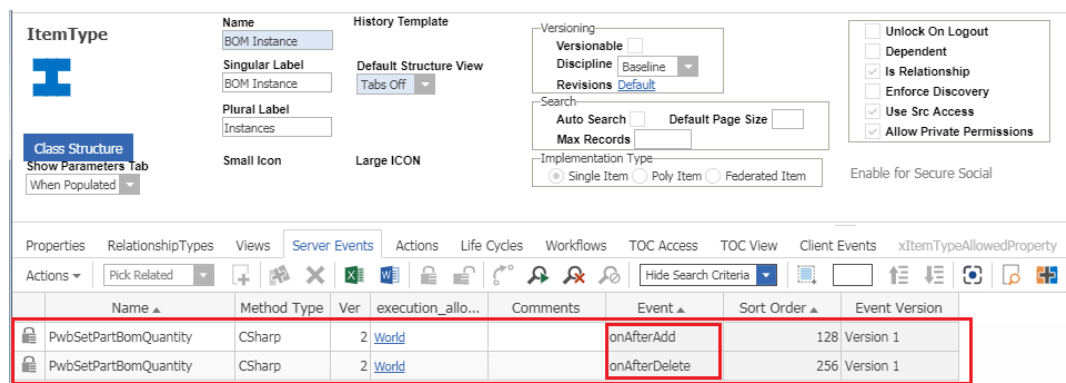 ItemType
Name
BOM Instance
History Template
Singular Label
BOM Instance
Default Structure View
Tabs Off
Plural Label
Instances
Class Structure
Show Parameters Tab
When Populated
Small Icon
Large ICON
Versioning
Versionable
Discipline Baseline
Revisions Default
Search
Auto Search Default Page Size
Max Records
Implementation Type
Single Item Poly Item Federated Item
Unlock On Logout
Dependent
Is Relationship
Enforce Discovery
Use Src Access
Allow Private Permissions
Enable for Secure Social
Properties RelationshipTypes Views Server Events Actions Life Cycles Workflows TOC Access TOC View Client Events xItemTypeAllowedProperty
Actions Pick Related Hide Search Criteria
Name Method Type Ver execution_allo... Comments Event Sort Order Event Version
PwbSetPartBomQuantity CSharp 2 World onAfterAdd 128 Version 1
PwbSetPartBomQuantity CSharp 2 World onAfterDelete 256 Version 1